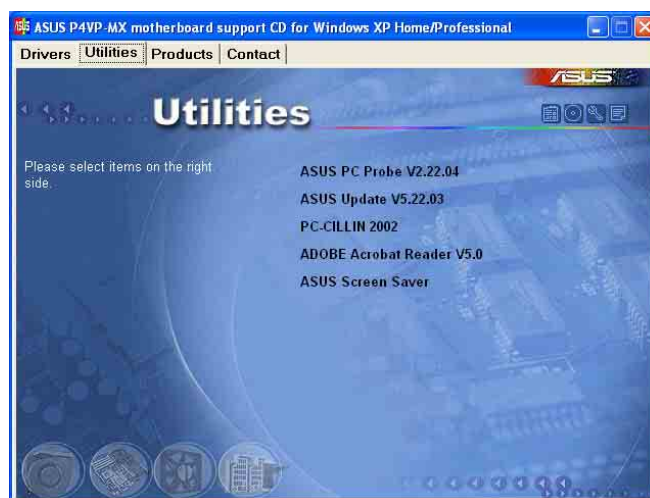 ASUS P4VP-MX motherboard support CD for Windows XP Home/Professional
Drivers Utilities Products Contact
ASUS
Utilities
Please select items on the right
side.
ASUS PC Probe V2.22.04
ASUS Update V5.22.03
PC-CILLIN 2002
ADOBE Acrobat Reader V5.0
ASUS Screen Saver